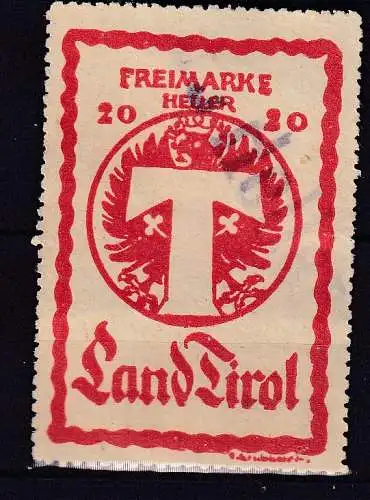 FREIMARKE
HELLER
20 20
T
Land Tirol